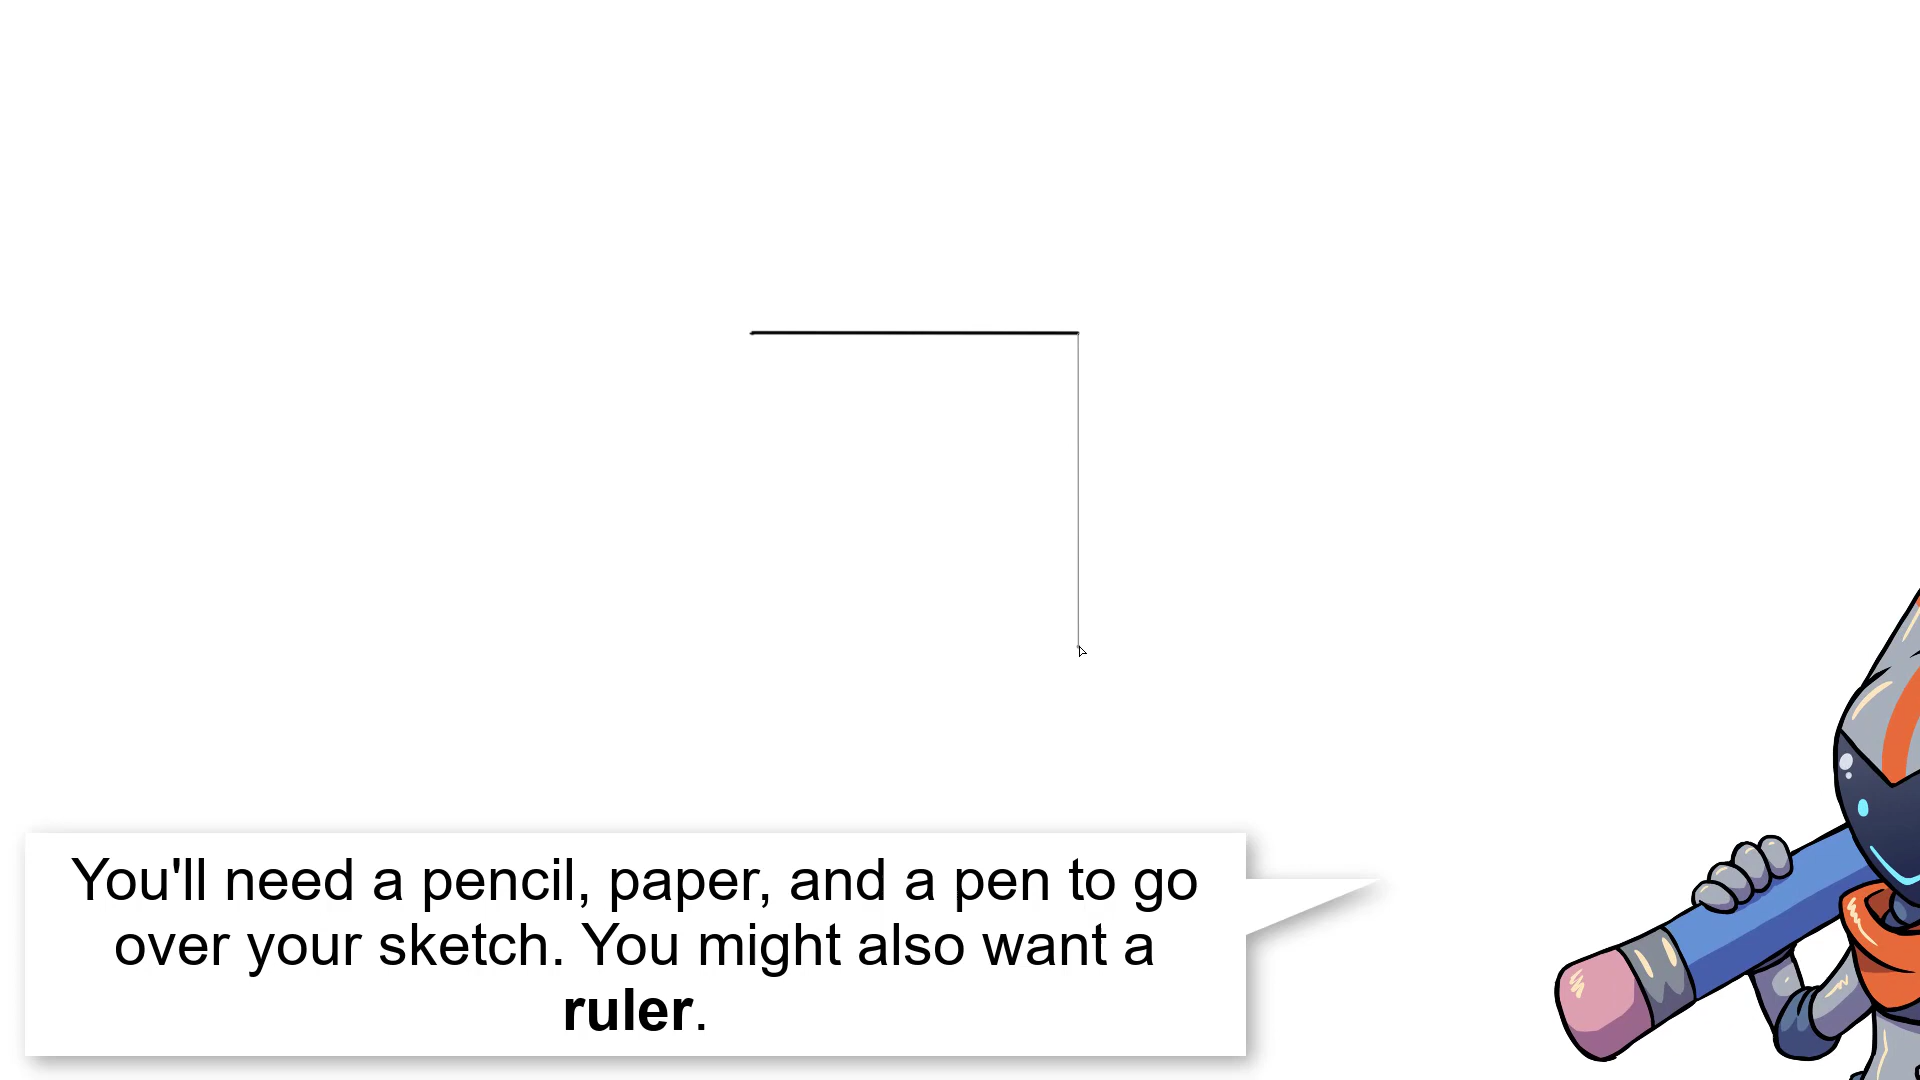 You'll need a pencil, paper, and a pen to go
over your sketch. You might also want a
ruler.